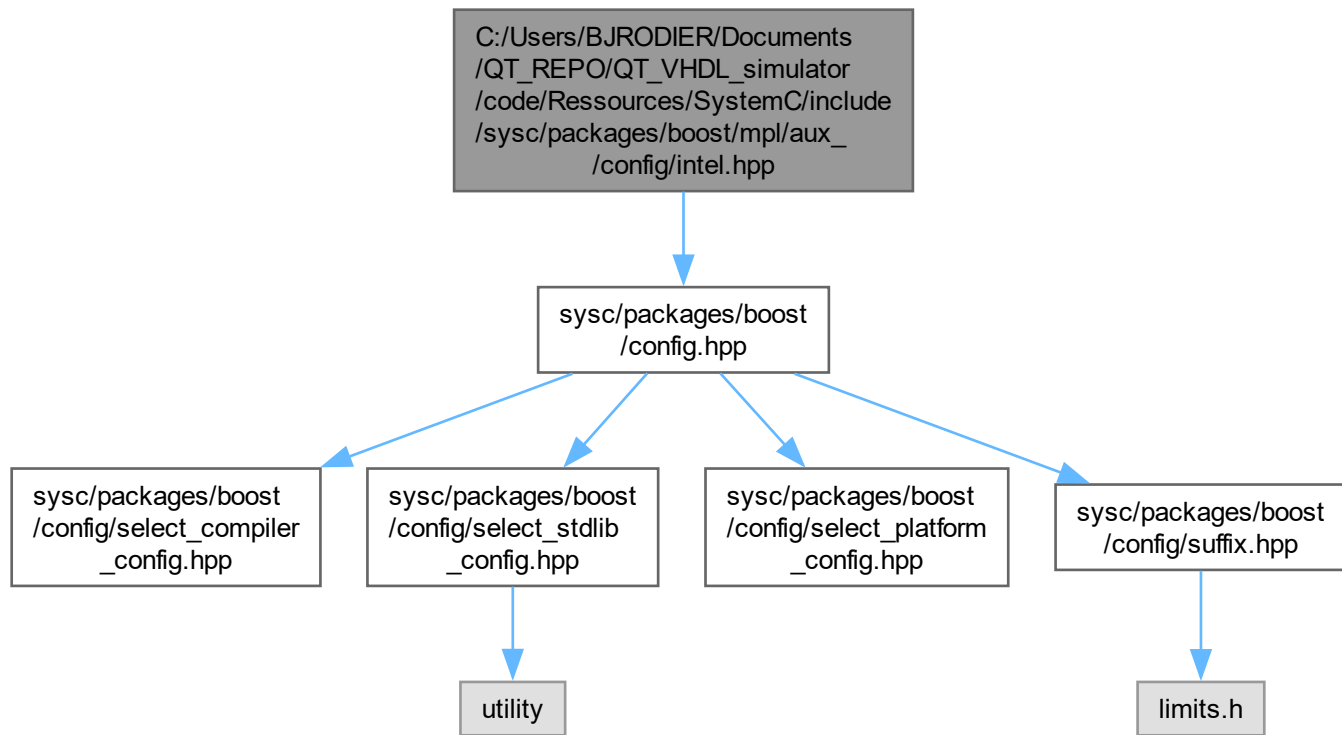 C:/Users/BJRODIER/Documents
/QT_REPO/QT_VHDL_simulator
/code/Ressources/SystemC/include
/sysc/packages/boost/mpl/aux_
/config/intel.hpp
sysc/packages/boost
/config.hpp
sysc/packages/boost
/config/select_compiler
_config.hpp
sysc/packages/boost
/config/select_stdlib
_config.hpp
sysc/packages/boost
/config/select_platform
_config.hpp
sysc/packages/boost
/config/suffix.hpp
utility
limits.h